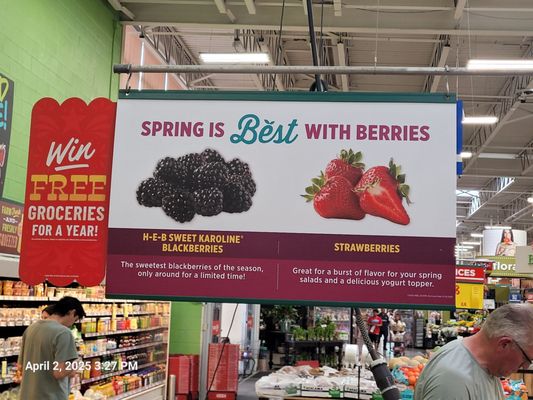 SPRING IS Bĕst WITH BERRIES
Win
FREE
GROCERIES
FOR A YEAR!
H-E-B SWEET KAROLINE®
BLACKBERRIES
The sweetest blackberries of the season,
only around for a limited time!
STRAWBERRIES
Great for a burst of flavor for your spring
salads and a delicious yogurt topper.
April 2, 2025 3:27 PM